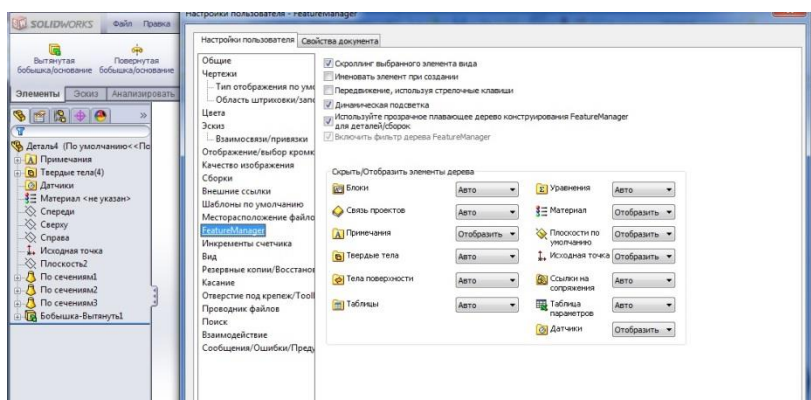 SOLIDWORKS Файл Правка
Настройки пользователя - FeatureManager
Вытянутая бобышка/основание
Повернутая бобышка/основание
Элементы Эскиз Анализировать
Деталь4 (По умолчанию<<По
Примечания
Твердые тела(4)
Датчики
Материал <не указан>
Спереди
Сверху
Справа
Исходная точка
Плоскость2
По сечениям1
По сечениям2
По сечениям3
Бобышка-Вытянуть1
Настройки пользователя Свойства документа
Общие
Чертежи
Тип отображения по умо
Область штриховки/запо
Цвета
Эскиз
Взаимосвязи/привязки
Отображение/выбор кромк
Качество изображения
Сборки
Внешние ссылки
Шаблоны по умолчанию
Месторасположение файло
FeatureManager
Инкременты счетчика
Вид
Резервные копии/Восстанов
Касание
Отверстие под крепеж/Tool
Проводник файлов
Поиск
Взаимодействие
Сообщения/Ошибки/Преду
Скроллинг выбранного элемента вида
Именовать элемент при создании
Передвижение, используя стрелочные клавиши
Динамическая подсветка
Используйте прозрачное плавающее дерево конструирования FeatureManager
для деталей/сборок
Включить фильтр дерева FeatureManager
Скрыть/Отобразить элементы дерева
Блоки Авто
Уравнения Авто
Связь проектов Авто
Материал Отобразить
Примечания Отобразить
Плоскости по умолчанию Отобразить
Твердые тела Авто
Исходная точка Отобразить
Тела поверхности Авто
Ссылки на сопряжения Авто
Таблицы Авто
Таблица параметров Авто
Датчики Отобразить